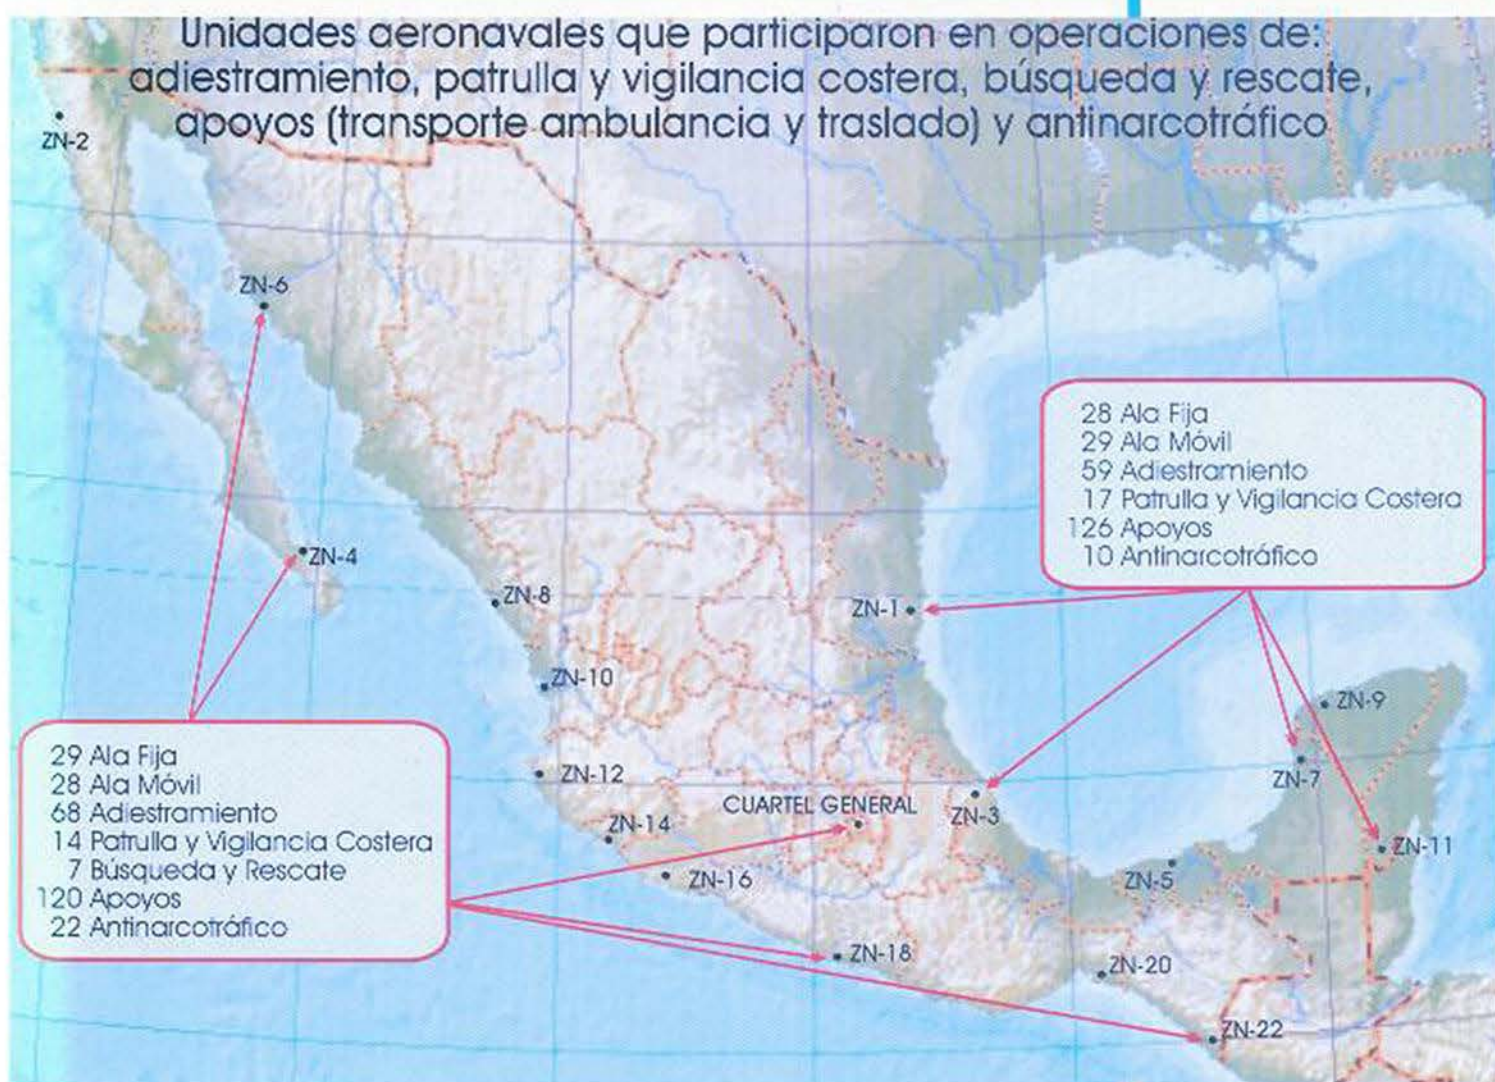 Unidades aeronavales que participaron en operaciones de:
adiestramiento, patrulla y vigilancia costera, búsqueda y rescate,
apoyos (transporte ambulancia y traslado) y antinarcotráfico
ZN-2
ZN-6
28 Ala Fija
29 Ala Móvil
59 Adiestramiento
17 Patrulla y Vigilancia Costera
126 Apoyos
10 Antinarcotráfico
ZN-4
ZN-8
ZN-1
ZN-10
ZN-9
29 Ala Fija
28 Ala Móvil
68 Adiestramiento
14 Patrulla y Vigilancia Costera
7 Búsqueda y Rescate
120 Apoyos
22 Antinarcotráfico
ZN-12
ZN-7
CUARTEL GENERAL
ZN-3
ZN-14
ZN-11
ZN-16
ZN-5
ZN-18
ZN-20
ZN-22